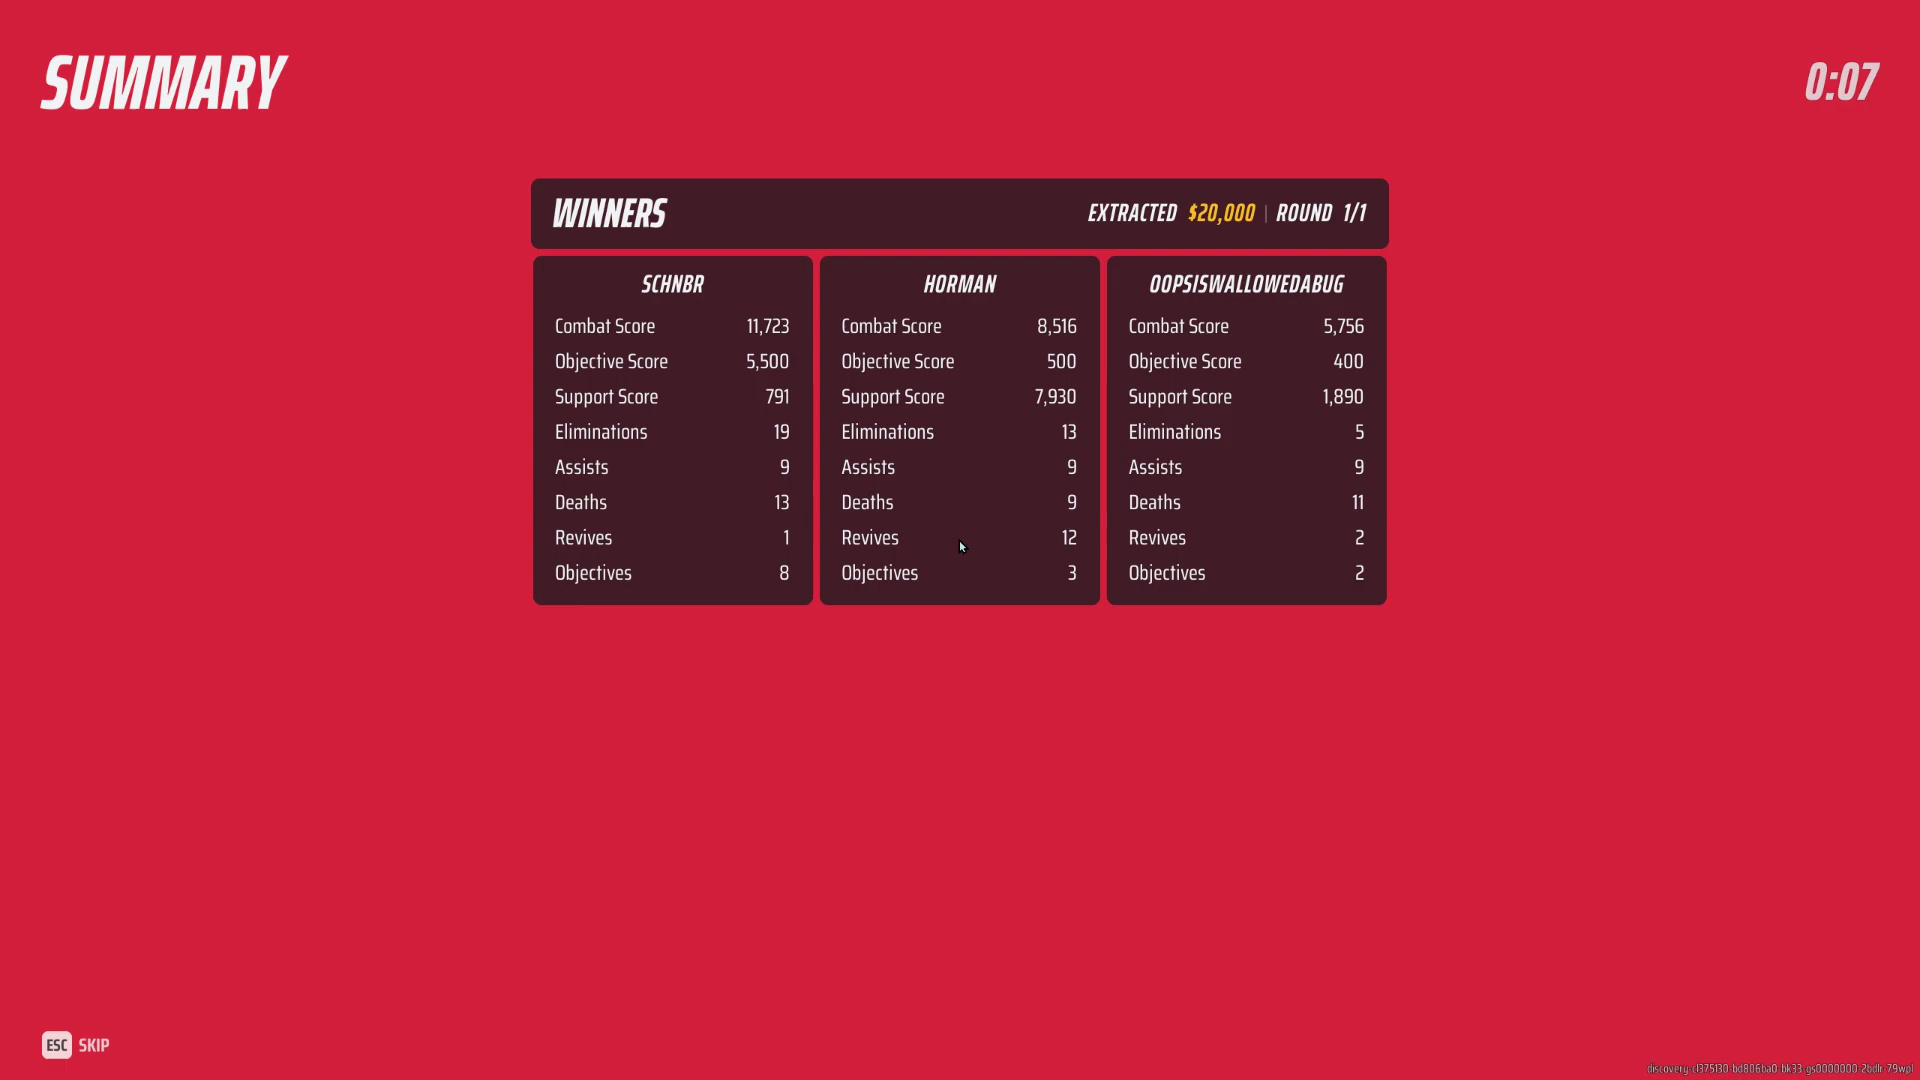 SUMMARY
0:07
WINNERS
EXTRACTED $20,000 | ROUND 1/1
SCHNBR
Combat Score 11,723
Objective Score 5,500
Support Score 791
Eliminations 19
Assists 9
Deaths 13
Revives 1
Objectives 8
HORMAN
Combat Score 8,516
Objective Score 500
Support Score 7,930
Eliminations 13
Assists 9
Deaths 9
Revives 12
Objectives 3
OOPSISWALLOWEDABUG
Combat Score 5,756
Objective Score 400
Support Score 1,890
Eliminations 5
Assists 9
Deaths 11
Revives 2
Objectives 2
ESC SKIP